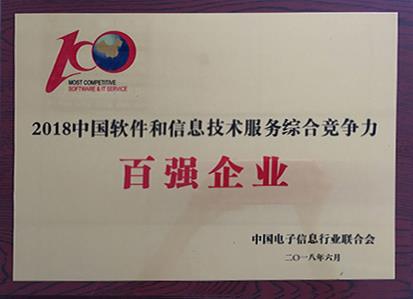 100
MOST COMPETITIVE
SOFTWARE & IT SERVICE
2018中国软件和信息技术服务综合竞争力
百强企业
中国电子信息行业联合会
二〇一八年六月